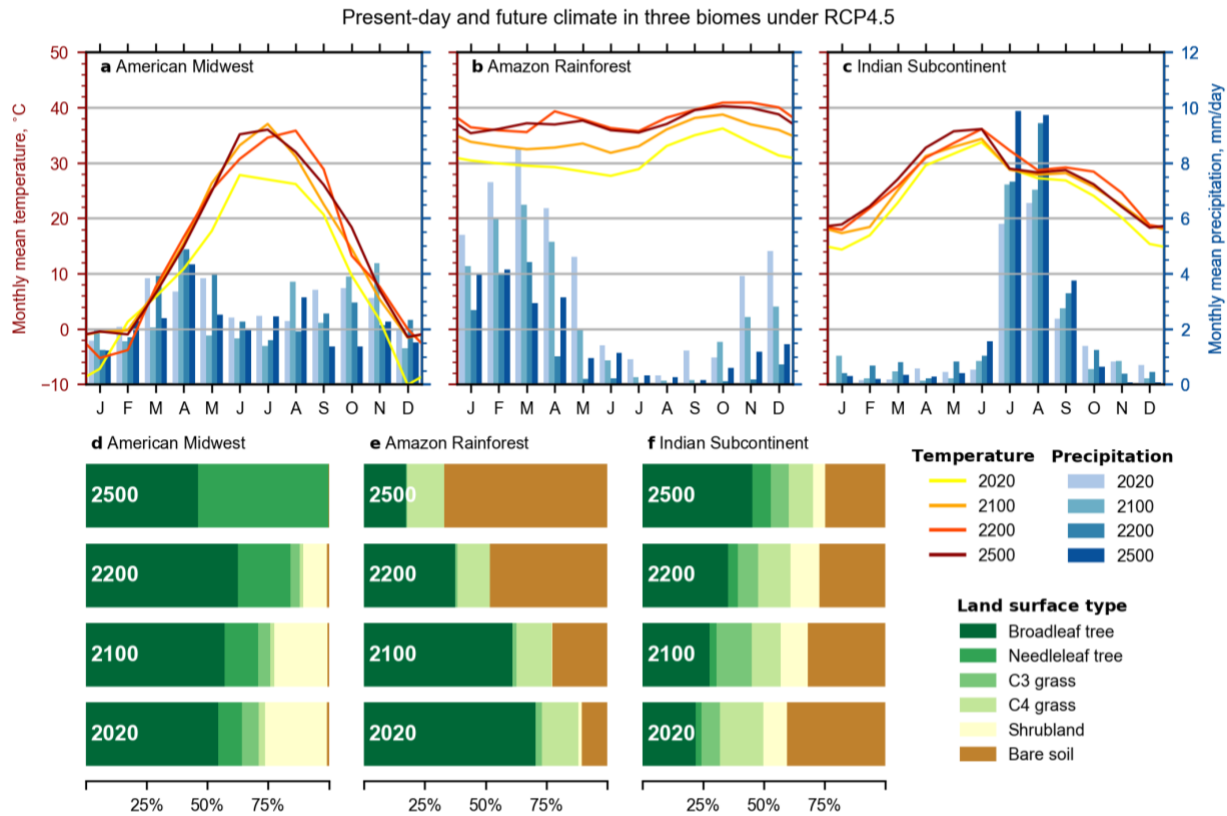 Present-day and future climate in three biomes under RCP4.5
a American Midwest
b Amazon Rainforest
c Indian Subcontinent
Monthly mean temperature, °C
50
40
30
20
10
0
−10
Monthly mean precipitation, mm/day
12
10
8
6
4
2
0
J F M A M J J A S O N D
J F M A M J J A S O N D
J F M A M J J A S O N D
d American Midwest
2500
2200
2100
2020
25% 50% 75%
e Amazon Rainforest
2500
2200
2100
2020
25% 50% 75%
f Indian Subcontinent
2500
2200
2100
2020
25% 50% 75%
Temperature
2020
2100
2200
2500
Precipitation
2020
2100
2200
2500
Land surface type
Broadleaf tree
Needleleaf tree
C3 grass
C4 grass
Shrubland
Bare soil